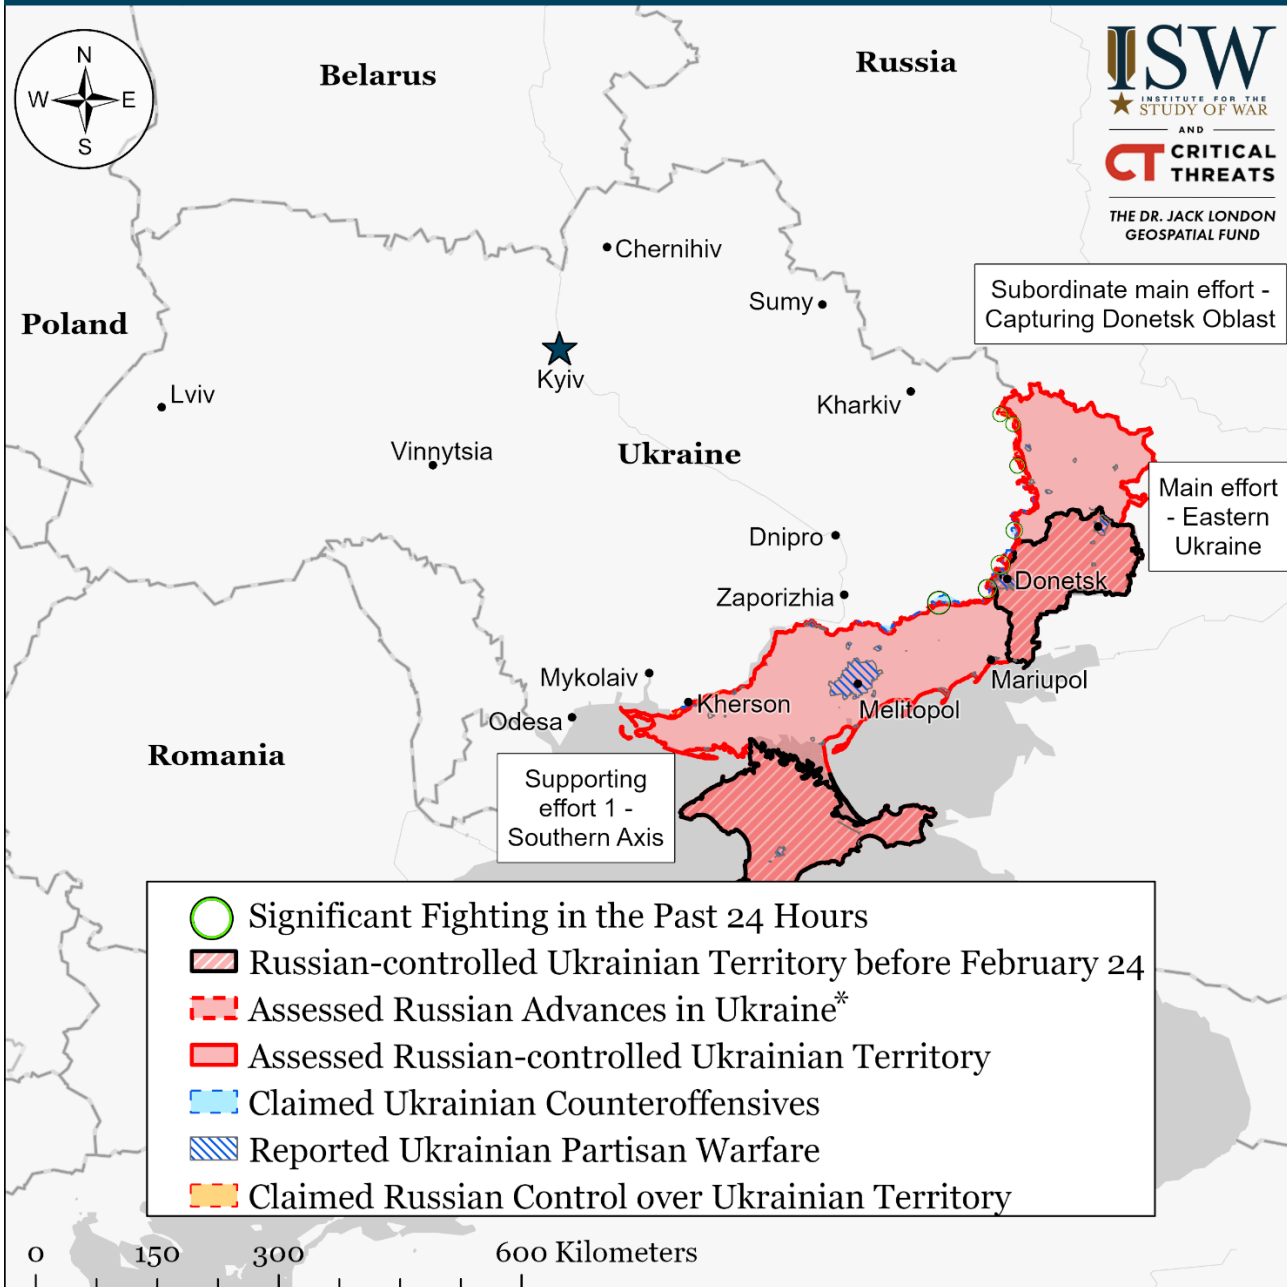 N
W
E
S
Belarus
Russia
ISW
INSTITUTE FOR THE
STUDY OF WAR
AND
CT CRITICAL
THREATS
THE DR. JACK LONDON
GEOSPATIAL FUND
Chernihiv
Subordinate main effort -
Capturing Donetsk Oblast
Sumy
Poland
Kyiv
Lviv
Kharkiv
Vinnytsia
Ukraine
Main effort
- Eastern
Ukraine
Dnipro
Donetsk
Zaporizhia
Mykolaiv
Mariupol
Kherson
Melitopol
Odesa
Romania
Supporting
effort 1 -
Southern Axis
Significant Fighting in the Past 24 Hours
Russian-controlled Ukrainian Territory before February 24
Assessed Russian Advances in Ukraine*
Assessed Russian-controlled Ukrainian Territory
Claimed Ukrainian Counteroffensives
Reported Ukrainian Partisan Warfare
Claimed Russian Control over Ukrainian Territory
0 150 300 600 Kilometers